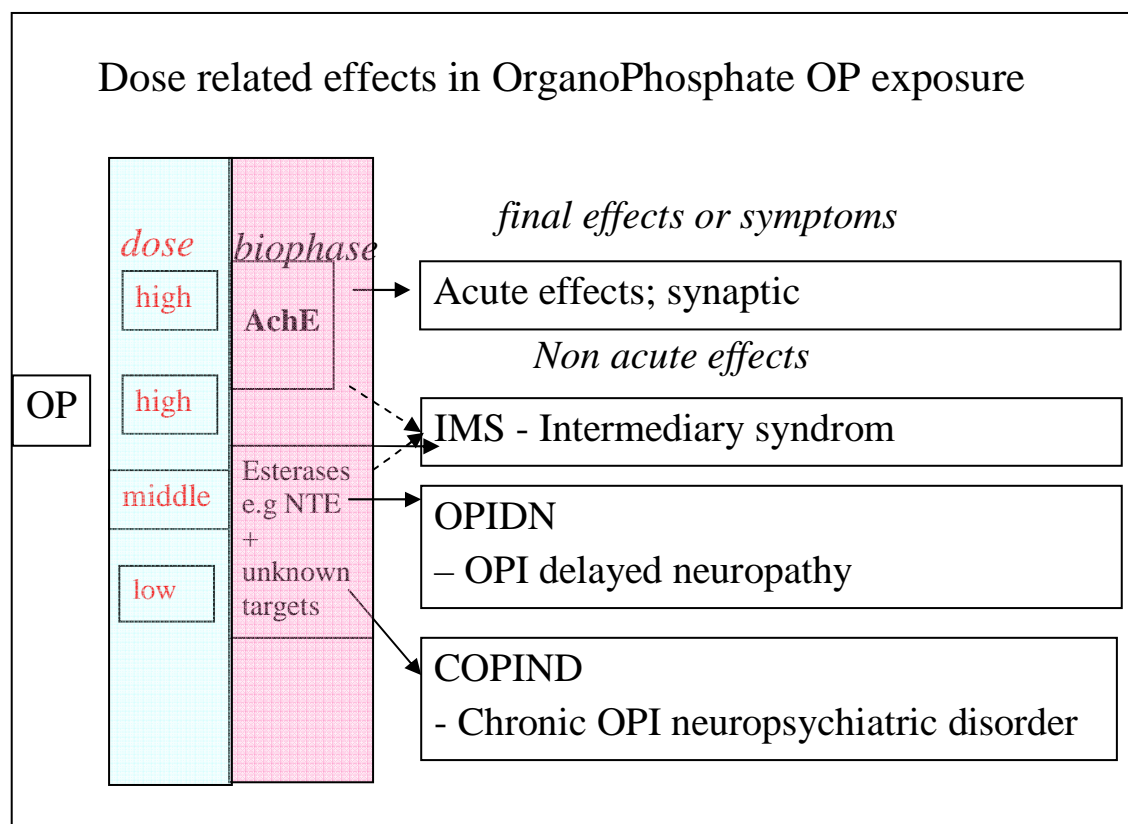 Dose related effects in OrganoPhosphate OP exposure
final effects or symptoms
dose
biophase
high
AchE
Acute effects; synaptic
Non acute effects
high
OP
IMS - Intermediary syndrom
middle
Esterases
e.g NTE
+
unknown
targets
OPIDN
– OPI delayed neuropathy
low
COPIND
- Chronic OPI neuropsychiatric disorder